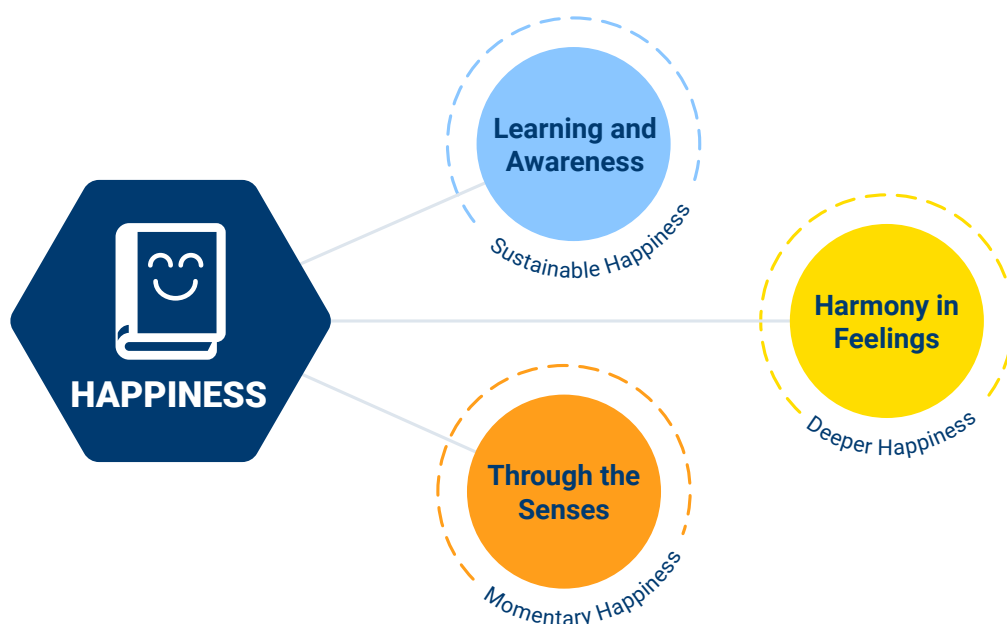 Learning and
Awareness
Sustainable Happiness
Harmony in
Feelings
Deeper Happiness
HAPPINESS
Through the
Senses
Momentary Happiness